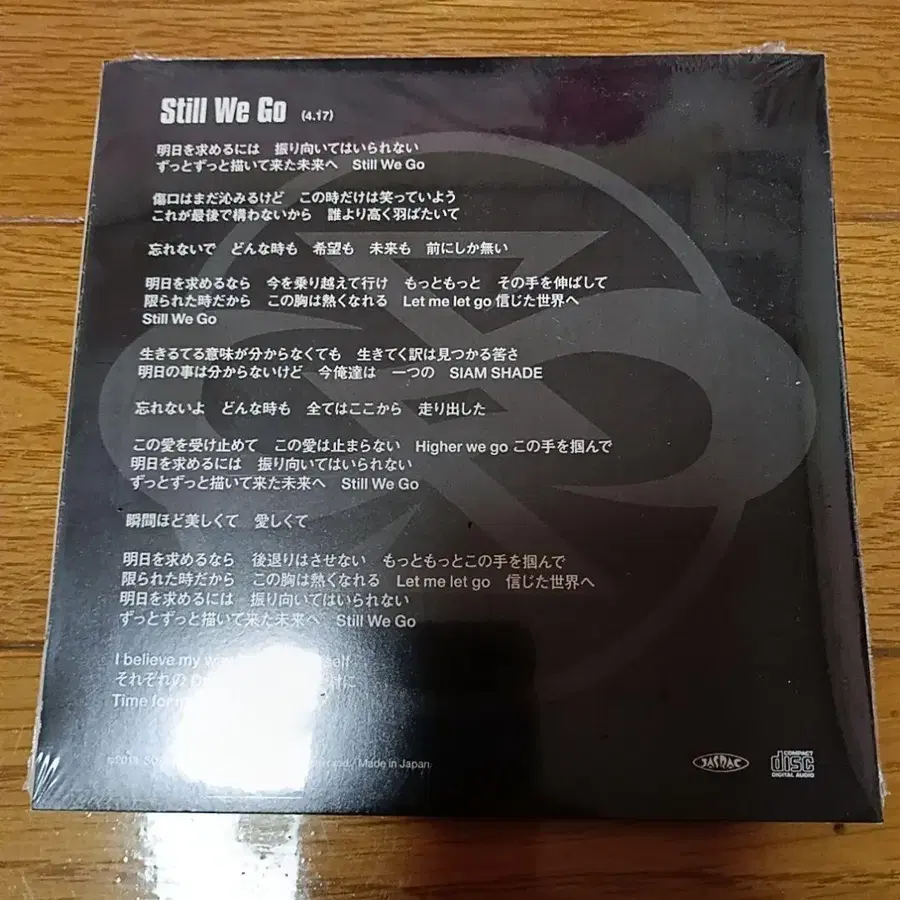 Still We Go (4.17)
明日を求めるには　振り向いてはいられない
ずっとずっと描いて来た未来へ　Still We Go
傷口はまだ沁みるけど　この時だけは笑っていよう
これが最後で構わないから　誰より高く羽ばたいて
忘れないで　どんな時も　希望も　未来も　前にしか無い
明日を求めるなら　今を乗り越えて行け　もっともっと　その手を伸ばして
限られた時だから　この胸は熱くなれる　Let me let go 信じた世界へ
Still We Go
生きるてる意味が分からなくても　生きてく訳は見つかる筈さ
明日の事は分からないけど　今俺達は　一つの　SIAM SHADE
忘れないよ　どんな時も　全てはここから　走り出した
この愛を受け止めて　この愛は止まらない　Higher we go この手を掴んで
明日を求めるには　振り向いてはいられない
ずっとずっと描いて来た未来へ　Still We Go
瞬間ほど美しくて　愛しくて
明日を求めるなら　後退りはさせない　もっともっとこの手を掴んで
限られた時だから　この胸は熱くなれる　Let me let go　信じた世界へ
明日を求めるには　振り向いてはいられない
ずっとずっと描いて来た未来へ　Still We Go
I believe my
それぞれの
Time for
Made in Japan
JASRAC
COMPACT
disc
DIGITAL AUDIO